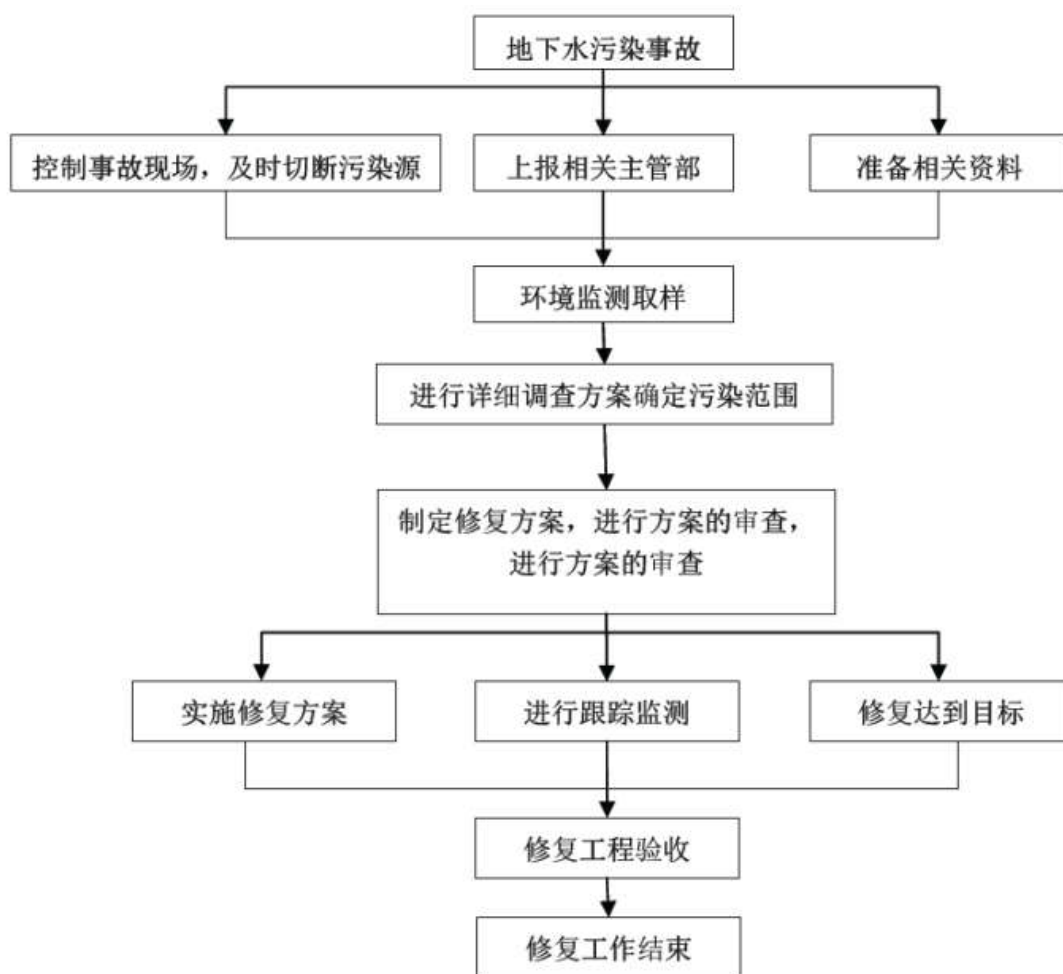 地下水污染事故
控制事故现场，及时切断污染源
上报相关主管部
准备相关资料
环境监测取样
进行详细调查方案确定污染范围
制定修复方案，进行方案的审查，
进行方案的审查
实施修复方案
进行跟踪监测
修复达到目标
修复工程验收
修复工作结束